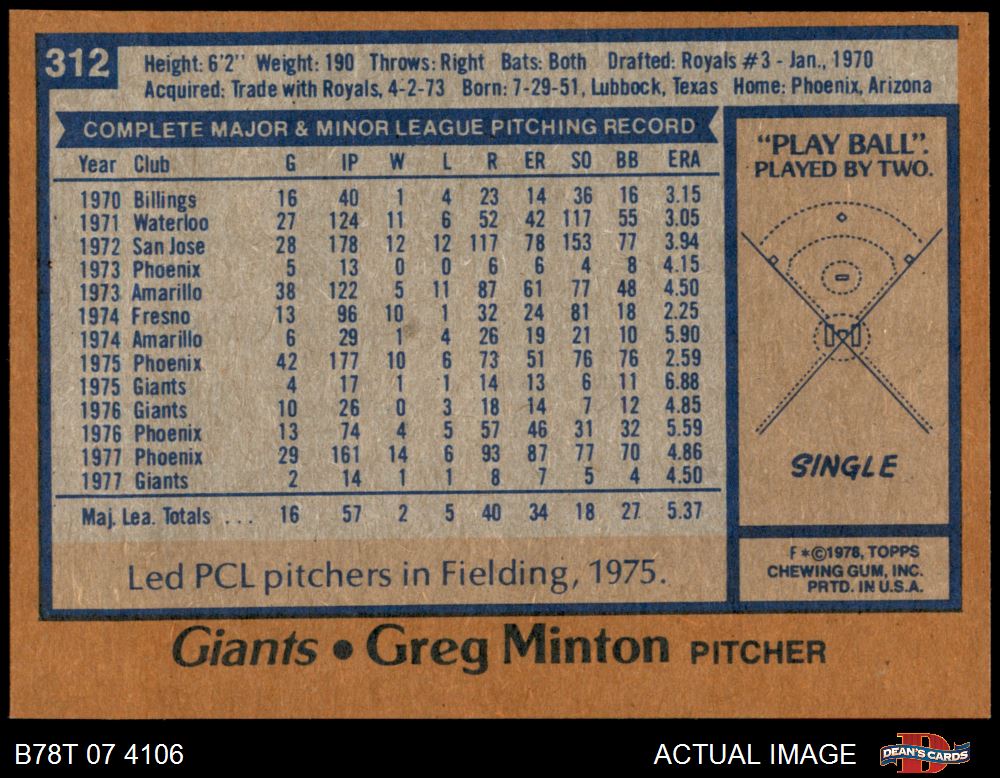 312
Height: 6'2" Weight: 190 Throws: Right Bats: Both Drafted: Royals #3 - Jan., 1970
Acquired: Trade with Royals, 4-2-73 Born: 7-29-51, Lubbock, Texas Home: Phoenix, Arizona
COMPLETE MAJOR & MINOR LEAGUE PITCHING RECORD
Year Club G IP W L R ER SO BB ERA
1970 Billings 16 40 1 4 23 14 36 16 3.15
1971 Waterloo 27 124 11 6 52 42 117 55 3.05
1972 San Jose 28 178 12 12 117 78 153 77 3.94
1973 Phoenix 5 13 0 0 6 6 4 8 4.15
1973 Amarillo 38 122 5 11 87 61 77 48 4.50
1974 Fresno 13 96 10 1 32 24 81 18 2.25
1974 Amarillo 6 29 1 4 26 19 21 10 5.90
1975 Phoenix 42 177 10 6 73 51 76 76 2.59
1975 Giants 4 17 1 1 14 13 6 11 6.88
1976 Giants 10 26 0 3 18 14 7 12 4.85
1976 Phoenix 13 74 4 5 57 46 31 32 5.59
1977 Phoenix 29 161 14 6 93 87 77 70 4.86
1977 Giants 2 14 1 1 8 7 5 4 4.50
Maj. Lea. Totals ... 16 57 2 5 40 34 18 27 5.37
Led PCL pitchers in Fielding, 1975.
"PLAY BALL".
PLAYED BY TWO.
SINGLE
F *©1978, TOPPS
CHEWING GUM, INC.
PRTD. IN U.S.A.
Giants • Greg Minton PITCHER
B78T 07 4106
ACTUAL IMAGE
DEAN'S CARDS